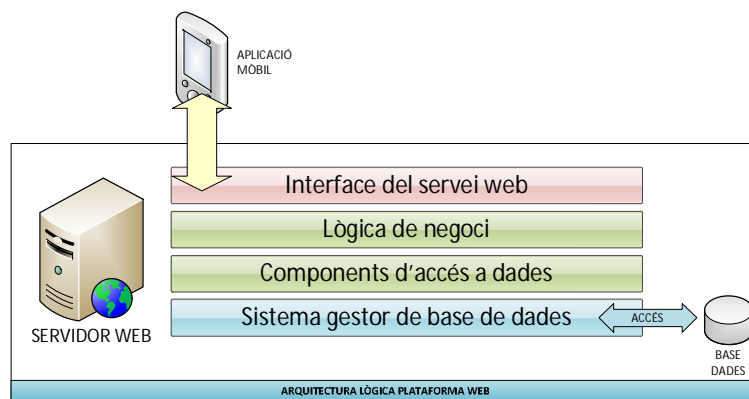 APLICACIÓ
MÒBIL
Interface del servei web
Lògica de negoci
Components d'accés a dades
Sistema gestor de base de dades
ACCÉS
SERVIDOR WEB
BASE
DADES
ARQUITECTURA LÒGICA PLATAFORMA WEB